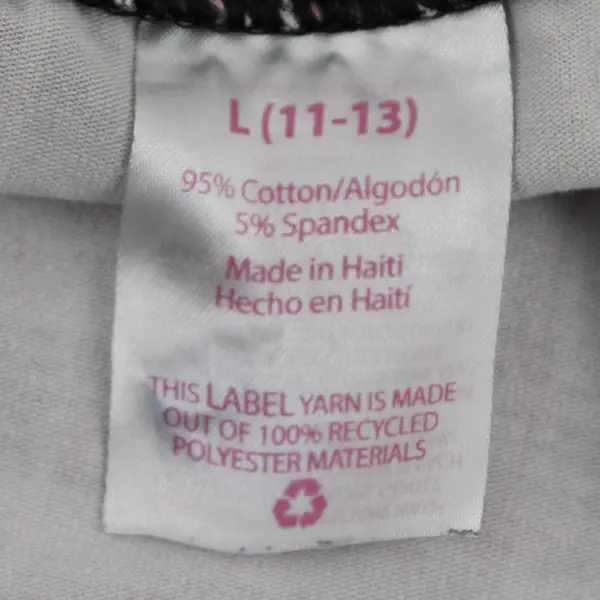 L (11-13)
95% Cotton/Algodón
5% Spandex
Made in Haiti
Hecho en Haití
THIS LABEL YARN IS MADE
OUT OF 100% RECYCLED
POLYESTER MATERIALS